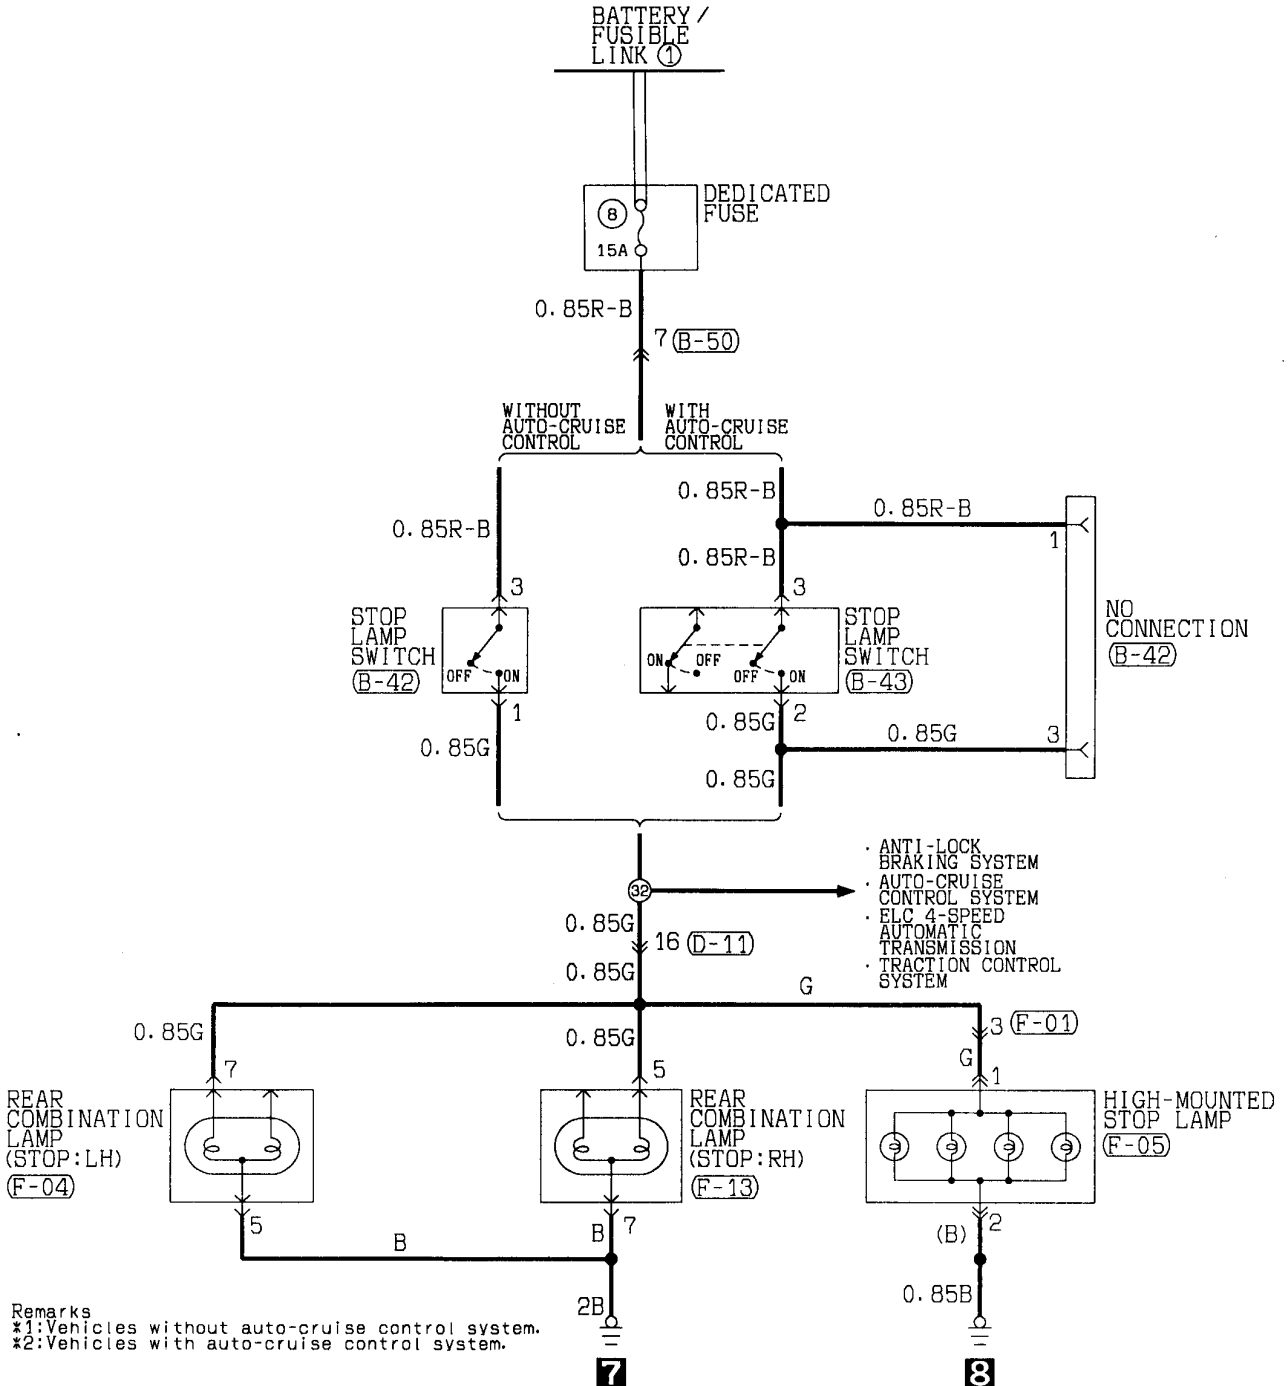 BATTERY /
FUSIBLE
LINK ①
DEDICATED
FUSE
8
15A
0.85R-B
7 (B-50)
WITHOUT
AUTO-CRUISE
CONTROL
WITH
AUTO-CRUISE
CONTROL
0.85R-B
0.85R-B
0.85R-B
0.85R-B
1
3
3
STOP
LAMP
SWITCH
(B-42)
OFF
ON
ON
OFF
OFF
ON
STOP
LAMP
SWITCH
(B-43)
NO
CONNECTION
(B-42)
1
2
0.85G
0.85G
0.85G
3
0.85G
32
· ANTI-LOCK
BRAKING SYSTEM
· AUTO-CRUISE
CONTROL SYSTEM
· ELC 4-SPEED
AUTOMATIC
TRANSMISSION
· TRACTION CONTROL
SYSTEM
0.85G
16 (D-11)
0.85G
G
0.85G
0.85G
3 (F-01)
G
7
5
1
REAR
COMBINATION
LAMP
(STOP:LH)
(F-04)
REAR
COMBINATION
LAMP
(STOP:RH)
(F-13)
HIGH-MOUNTED
STOP LAMP
(F-05)
5
B
B
7
(B)
2
2B
0.85B
Remarks
*1:Vehicles without auto-cruise control system.
*2:Vehicles with auto-cruise control system.
7
8